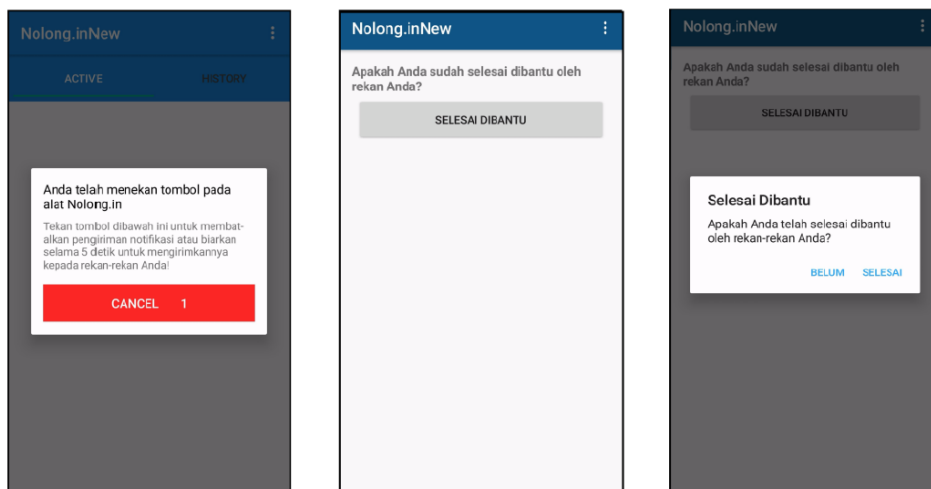 Nolong.inNew
ACTIVE
HISTORY
Anda telah menekan tombol pada
alat Nolong.in
Tekan tombol dibawah ini untuk membat-
alkan pengiriman notifikasi atau biarkan
selama 5 detik untuk mengirimkannya
kepada rekan-rekan Anda!
CANCEL 1
Nolong.inNew
Apakah Anda sudah selesai dibantu oleh
rekan Anda?
SELESAI DIBANTU
Nolong.inNew
Apakah Anda sudah selesai dibantu oleh
rekan Anda?
SELESAI DIBANTU
Selesai Dibantu
Apakah Anda telah selesai dibantu
oleh rekan-rekan Anda?
BELUM SELESAI